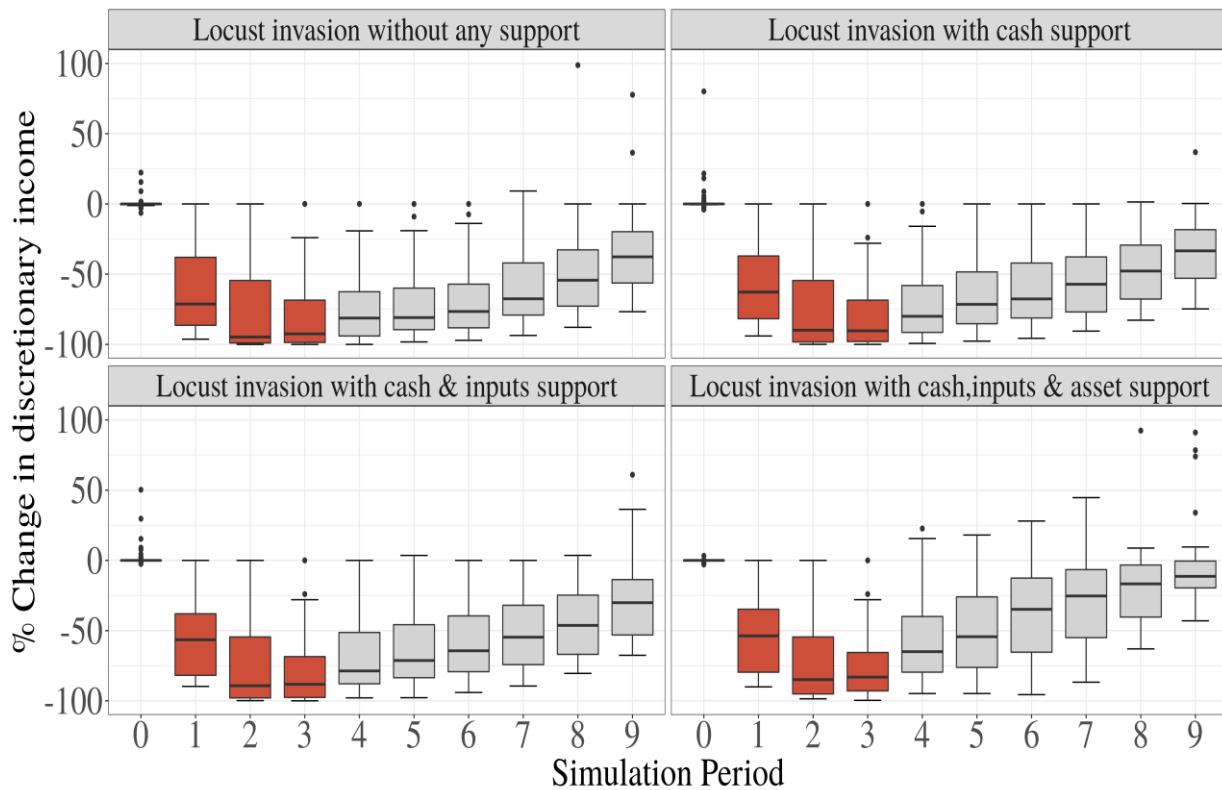 Locust invasion without any support
Locust invasion with cash support
100
50
0
-50
-100
Locust invasion with cash & inputs support
Locust invasion with cash,inputs & asset support
100
50
0
-50
-100
% Change in discretionary income
0 1 2 3 4 5 6 7 8 9
0 1 2 3 4 5 6 7 8 9
Simulation Period